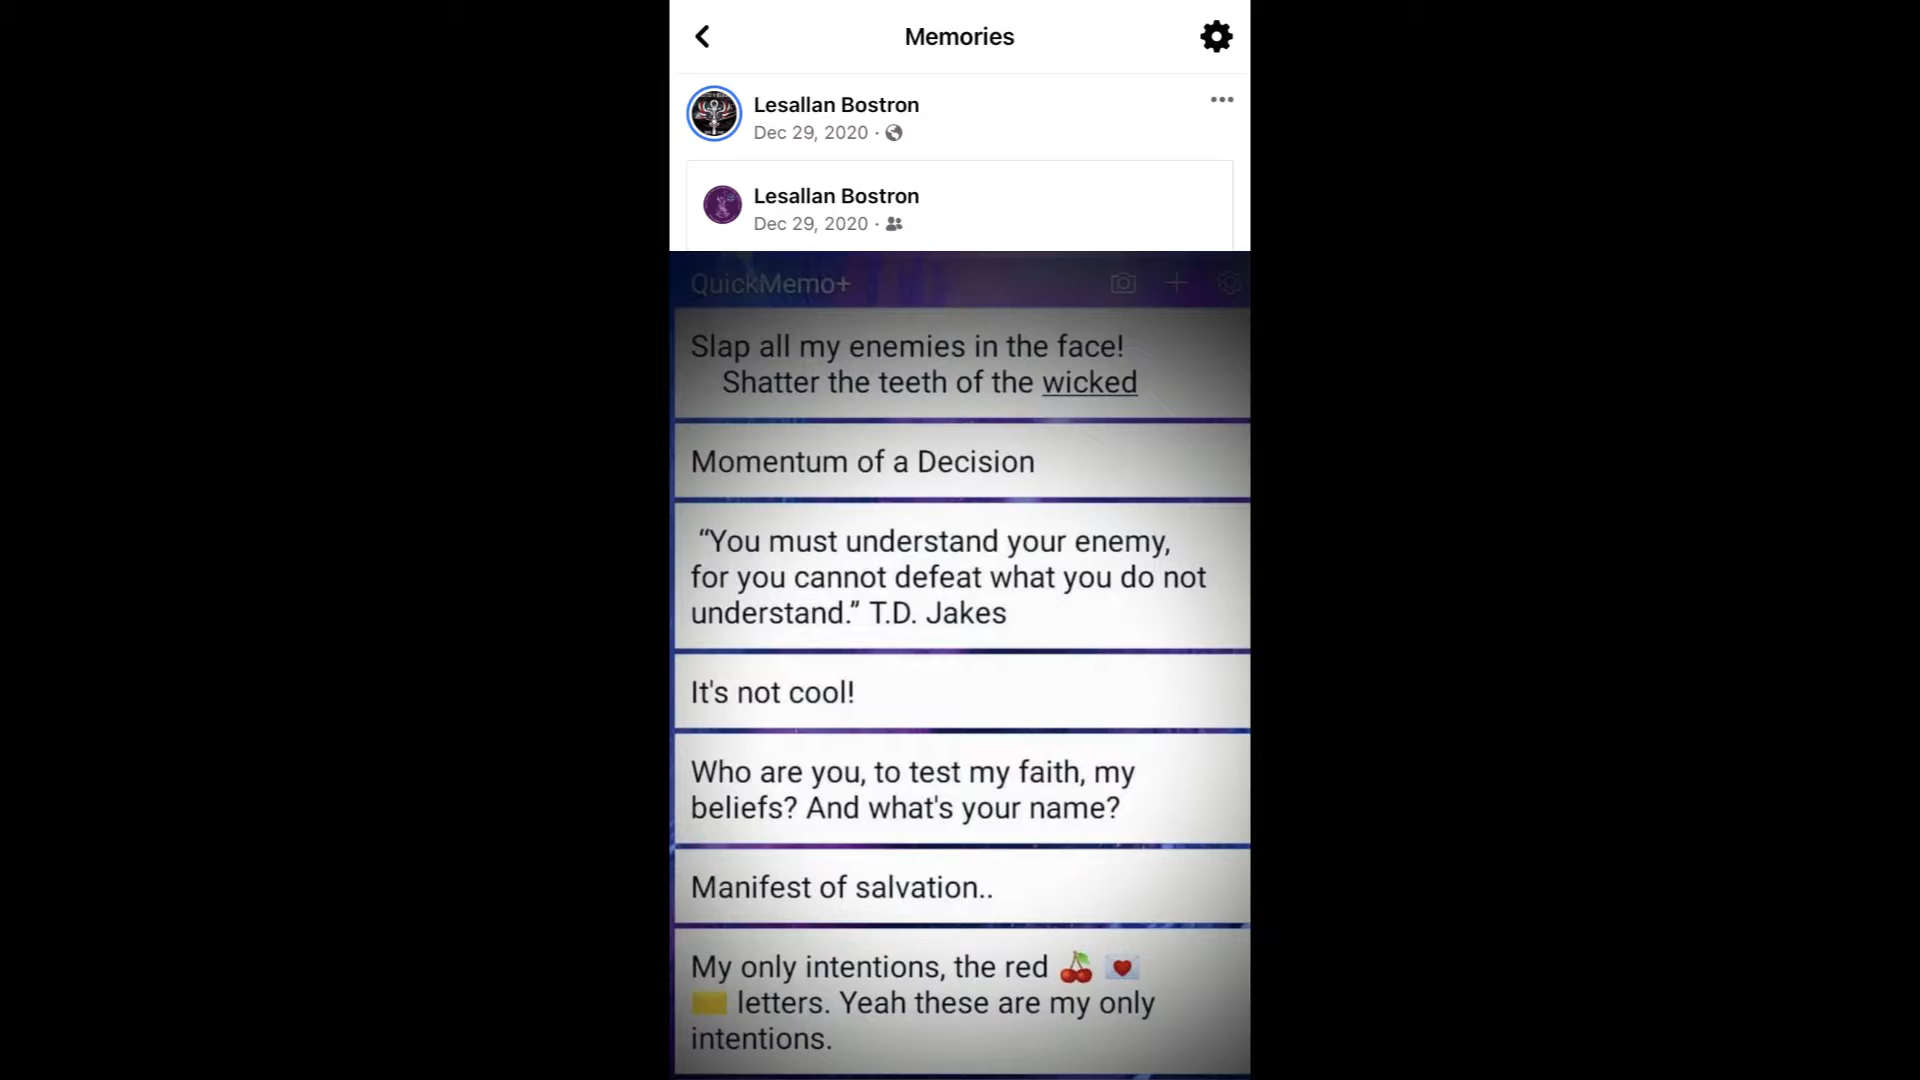 Memories
Lesallan Bostron
Dec 29, 2020 ·
Lesallan Bostron
Dec 29, 2020 ·
QuickMemo+
Slap all my enemies in the face!
Shatter the teeth of the wicked
Momentum of a Decision
“You must understand your enemy,
for you cannot defeat what you do not
understand.” T.D. Jakes
It's not cool!
Who are you, to test my faith, my
beliefs? And what's your name?
Manifest of salvation..
My only intentions, the red 🍒 💌
🟨 letters. Yeah these are my only
intentions.